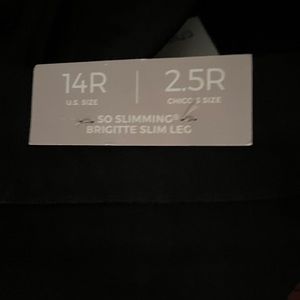 14R | 2.5R
U.S. SIZE CHICO'S SIZE
SO SLIMMING®
BRIGITTE SLIM LEG